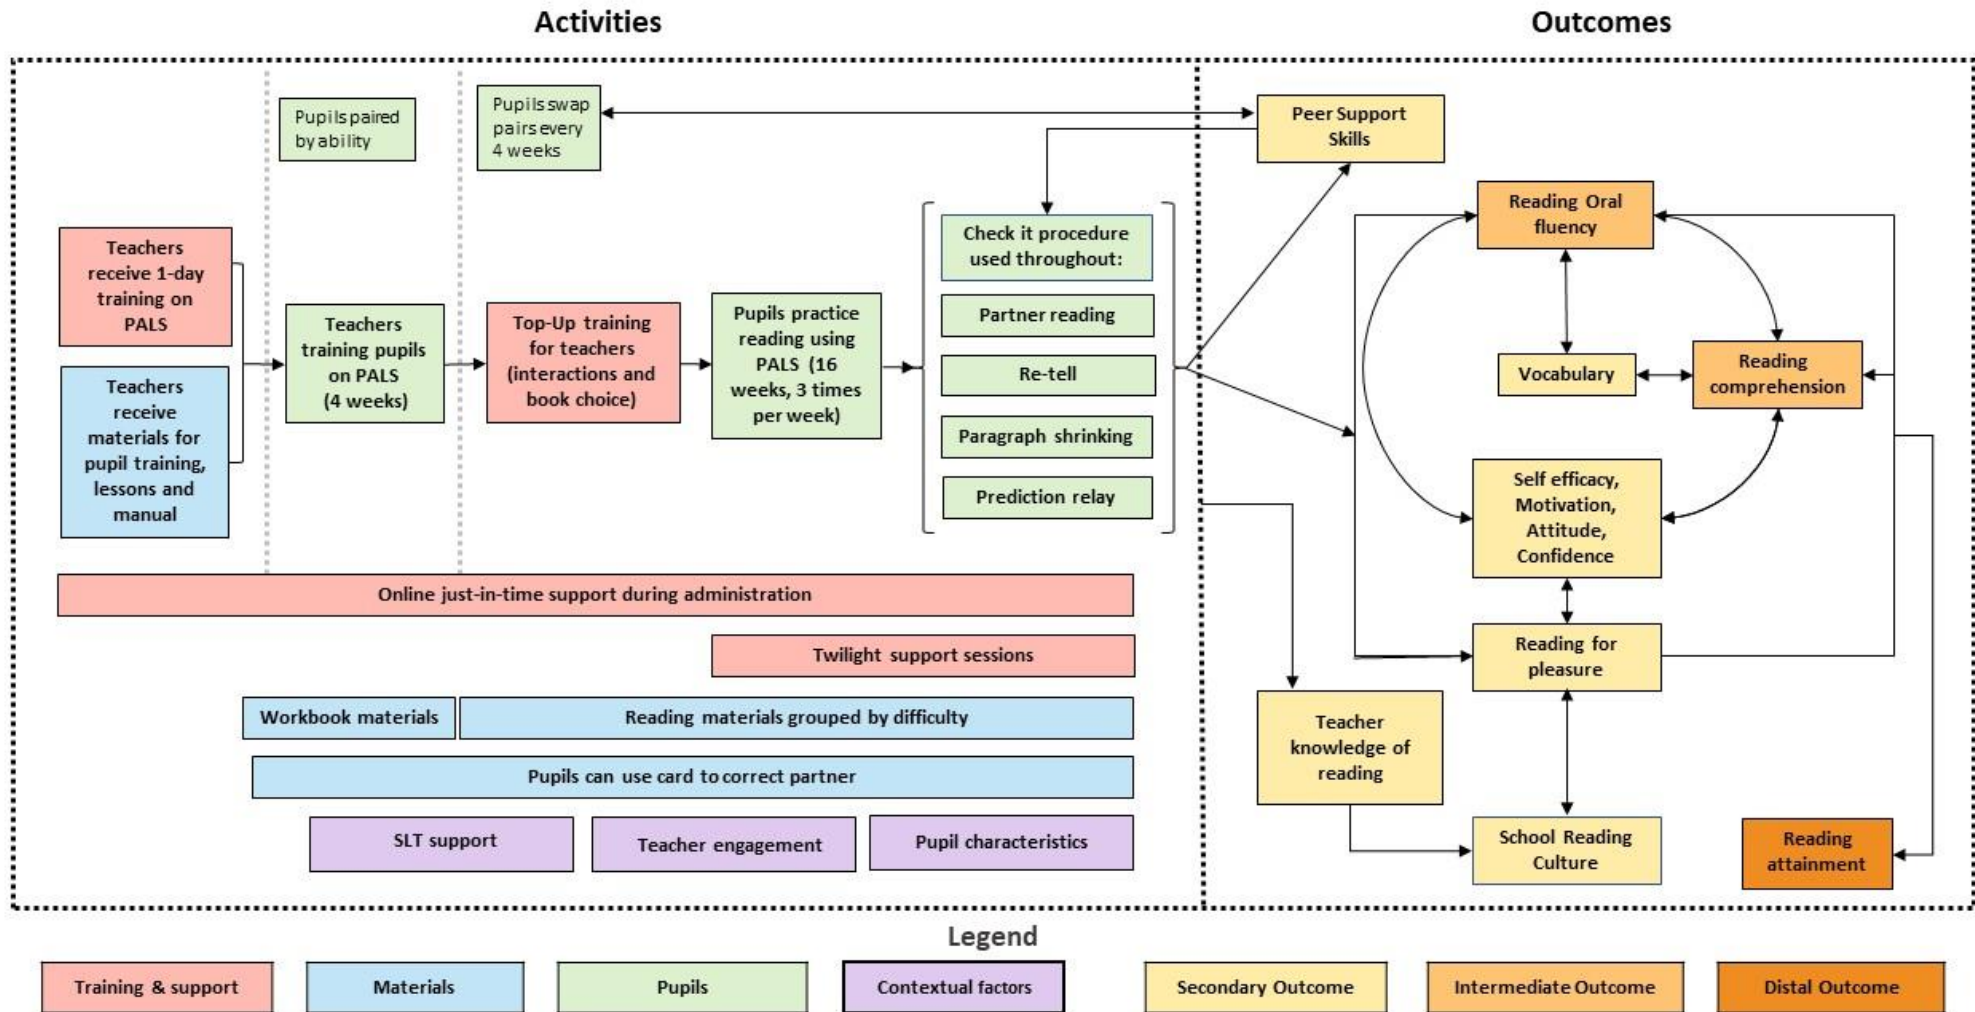 Activities
Outcomes
Pupils paired
by ability
Pupils swap
pairs every
4 weeks
Peer Support
Skills
Teachers
receive 1-day
training on
PALS
Teachers
receive
materials for
pupil training,
lessons and
manual
Teachers
training pupils
on PALS
(4 weeks)
Top-Up training
for teachers
(interactions and
book choice)
Pupils practice
reading using
PALS (16
weeks, 3 times
per week)
Check it procedure
used throughout:
Partner reading
Re-tell
Paragraph shrinking
Prediction relay
Reading Oral
fluency
Vocabulary
Reading
comprehension
Self efficacy,
Motivation,
Attitude,
Confidence
Reading for
pleasure
Teacher
knowledge of
reading
School Reading
Culture
Reading
attainment
Online just-in-time support during administration
Twilight support sessions
Workbook materials
Reading materials grouped by difficulty
Pupils can use card to correct partner
SLT support
Teacher engagement
Pupil characteristics
Legend
Training & support
Materials
Pupils
Contextual factors
Secondary Outcome
Intermediate Outcome
Distal Outcome